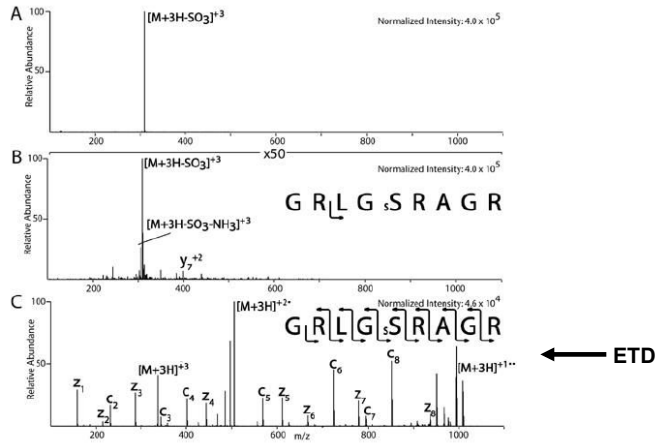 A
[M+3H-SO3]+3
Normalized Intensity: 4.0 x 10^5
Relative Abundance
100
50
200 400 600 800 1000
x50
B
[M+3H-SO3]+3
Normalized Intensity: 4.0 x 10^5
Relative Abundance
100
50
G R L G sS R A G R
[M+3H-SO3-NH3]+3
y7+2
200 400 600 800 1000
C
[M+3H]+2•
Normalized Intensity: 4.6 x 10^4
Relative Abundance
100
50
G R L G sS R A G R
[M+3H]+3
[M+3H]+1••
z1 z2 c2 z3 c3 c4 z4 c5 z5 z6 c6 z7 c7 c8 z8
200 400 600 800 1000
m/z
ETD